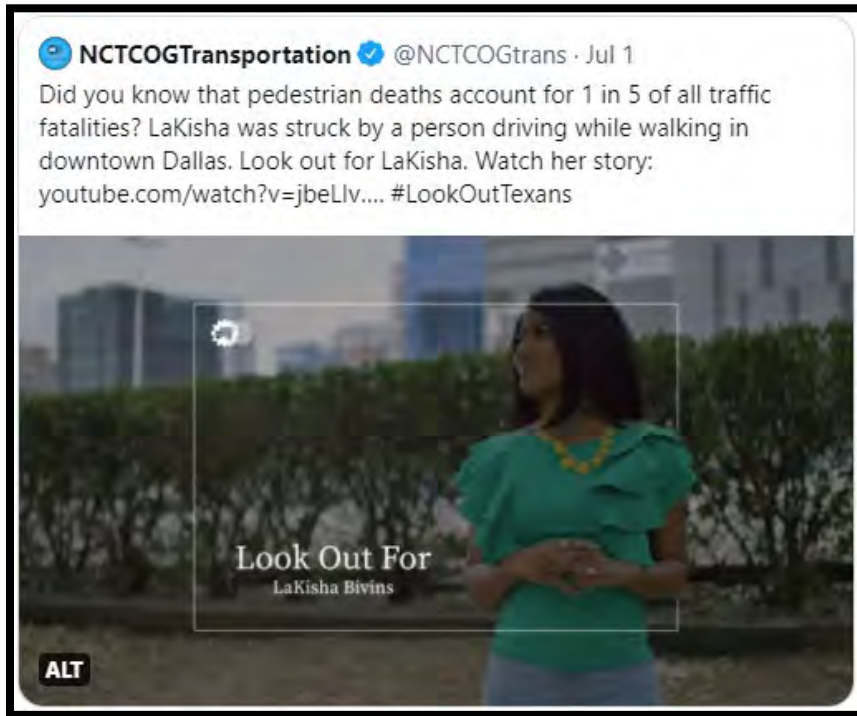 NCTCOGTransportation @NCTCOGtrans · Jul 1
Did you know that pedestrian deaths account for 1 in 5 of all traffic
fatalities? LaKisha was struck by a person driving while walking in
downtown Dallas. Look out for LaKisha. Watch her story:
youtube.com/watch?v=jbeLlv.... #LookOutTexans
Look Out For
LaKisha Bivins
ALT